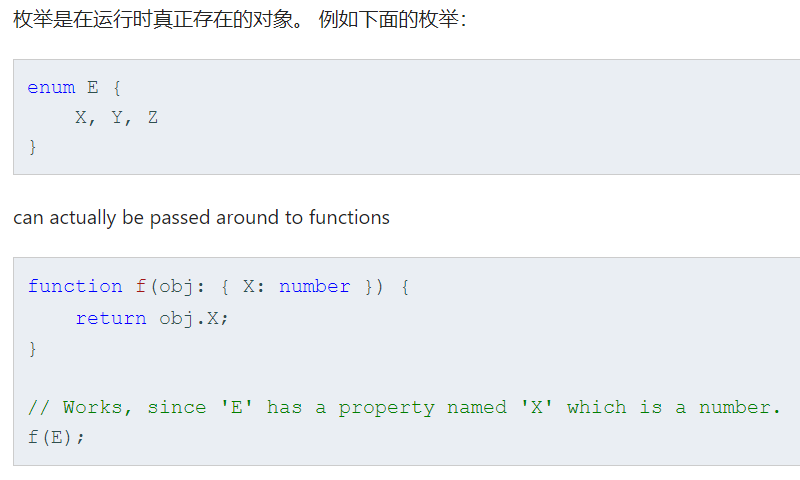 枚举是在运行时真正存在的对象。 例如下面的枚举：
enum E {
    X, Y, Z
}
can actually be passed around to functions
function f(obj: { X: number }) {
    return obj.X;
}
// Works, since 'E' has a property named 'X' which is a number.
f(E);